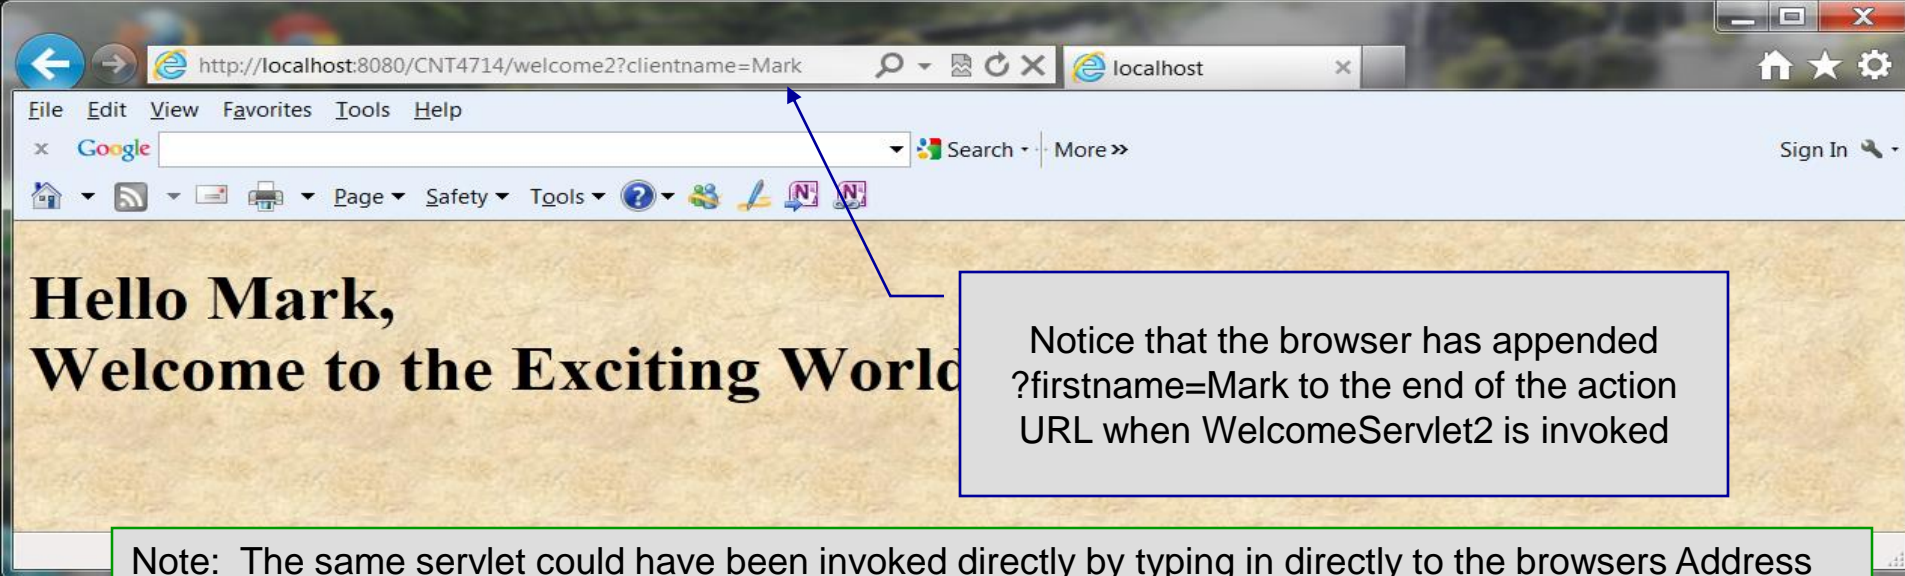 http://localhost:8080/CNT4714/welcome2?clientname=Mark
localhost
File Edit View Favorites Tools Help
x Google Search More »
Sign In
Page Safety Tools
Hello Mark,
Welcome to the Exciting World
Notice that the browser has appended
?firstname=Mark to the end of the action
URL when WelcomeServlet2 is invoked
Note: The same servlet could have been invoked directly by typing in directly to the browsers Address